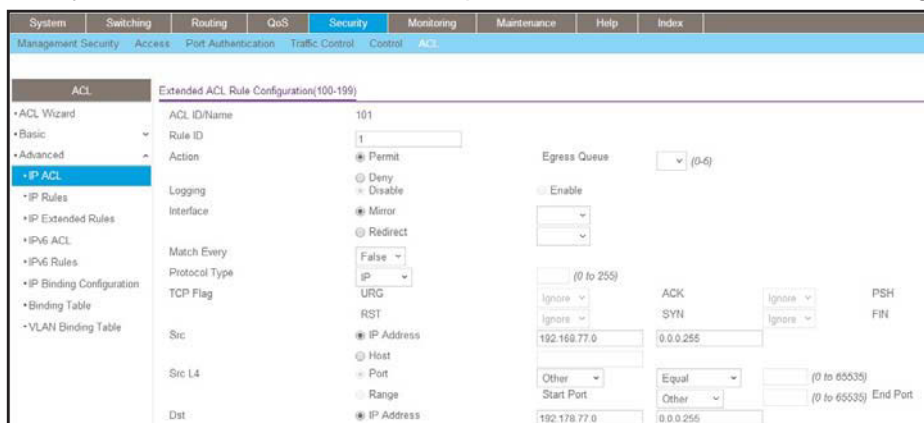 System Switching Routing QoS Security Monitoring Maintenance Help Index
Management Security Access Port Authentication Traffic Control Control ACL
ACL
•ACL Wizard
•Basic
•Advanced
•IP ACL
•IP Rules
•IP Extended Rules
•IPv6 ACL
•IPv6 Rules
•IP Binding Configuration
•Binding Table
•VLAN Binding Table
Extended ACL Rule Configuration(100-199)
ACL ID/Name 101
Rule ID 1
Action Permit Egress Queue (0-6)
Deny
Logging Disable Enable
Interface Mirror
Redirect
Match Every False
Protocol Type IP (0 to 255)
TCP Flag URG Ignore ACK Ignore PSH
RST Ignore SYN Ignore FIN
Src IP Address 192.168.77.0 0.0.0.255
Host
Src L4 Port Other Equal (0 to 65535)
Range Start Port Other (0 to 65535) End Port
Dst IP Address 192.178.77.0 0.0.0.255